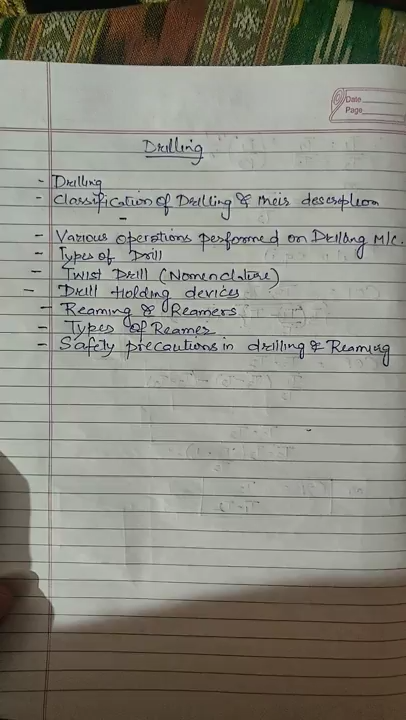 Date
Page
Drilling
- Drilling
- Classification of Drilling & their description
- Various operations performed on Drilling M/C.
- Types of Drill
- Twist Drill (Nomenclature)
- Drill Holding devices
- Reaming & Reamers
- Types of Reamer
- Safety precautions in drilling & Reaming